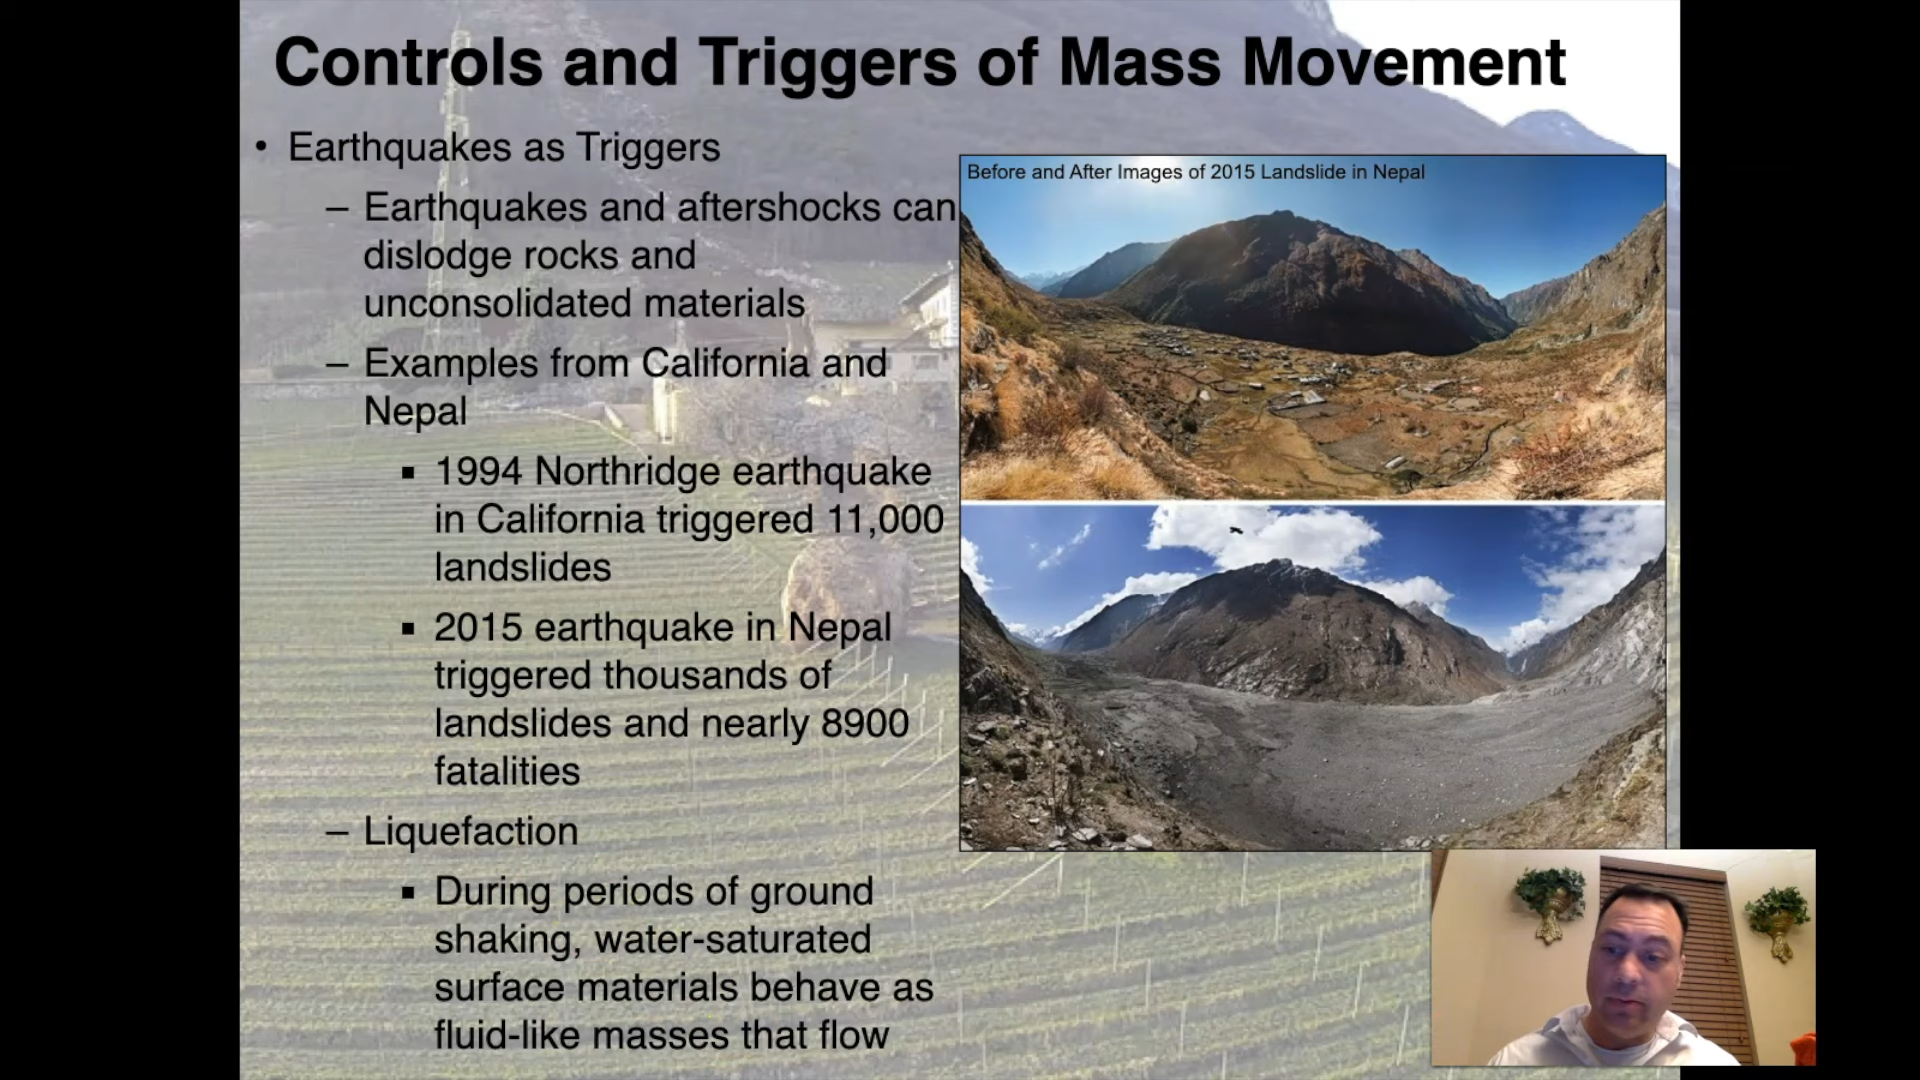 Controls and Triggers of Mass Movement
• Earthquakes as Triggers
– Earthquakes and aftershocks can
dislodge rocks and
unconsolidated materials
– Examples from California and
Nepal
▪ 1994 Northridge earthquake
in California triggered 11,000
landslides
▪ 2015 earthquake in Nepal
triggered thousands of
landslides and nearly 8900
fatalities
– Liquefaction
▪ During periods of ground
shaking, water-saturated
surface materials behave as
fluid-like masses that flow
Before and After Images of 2015 Landslide in Nepal